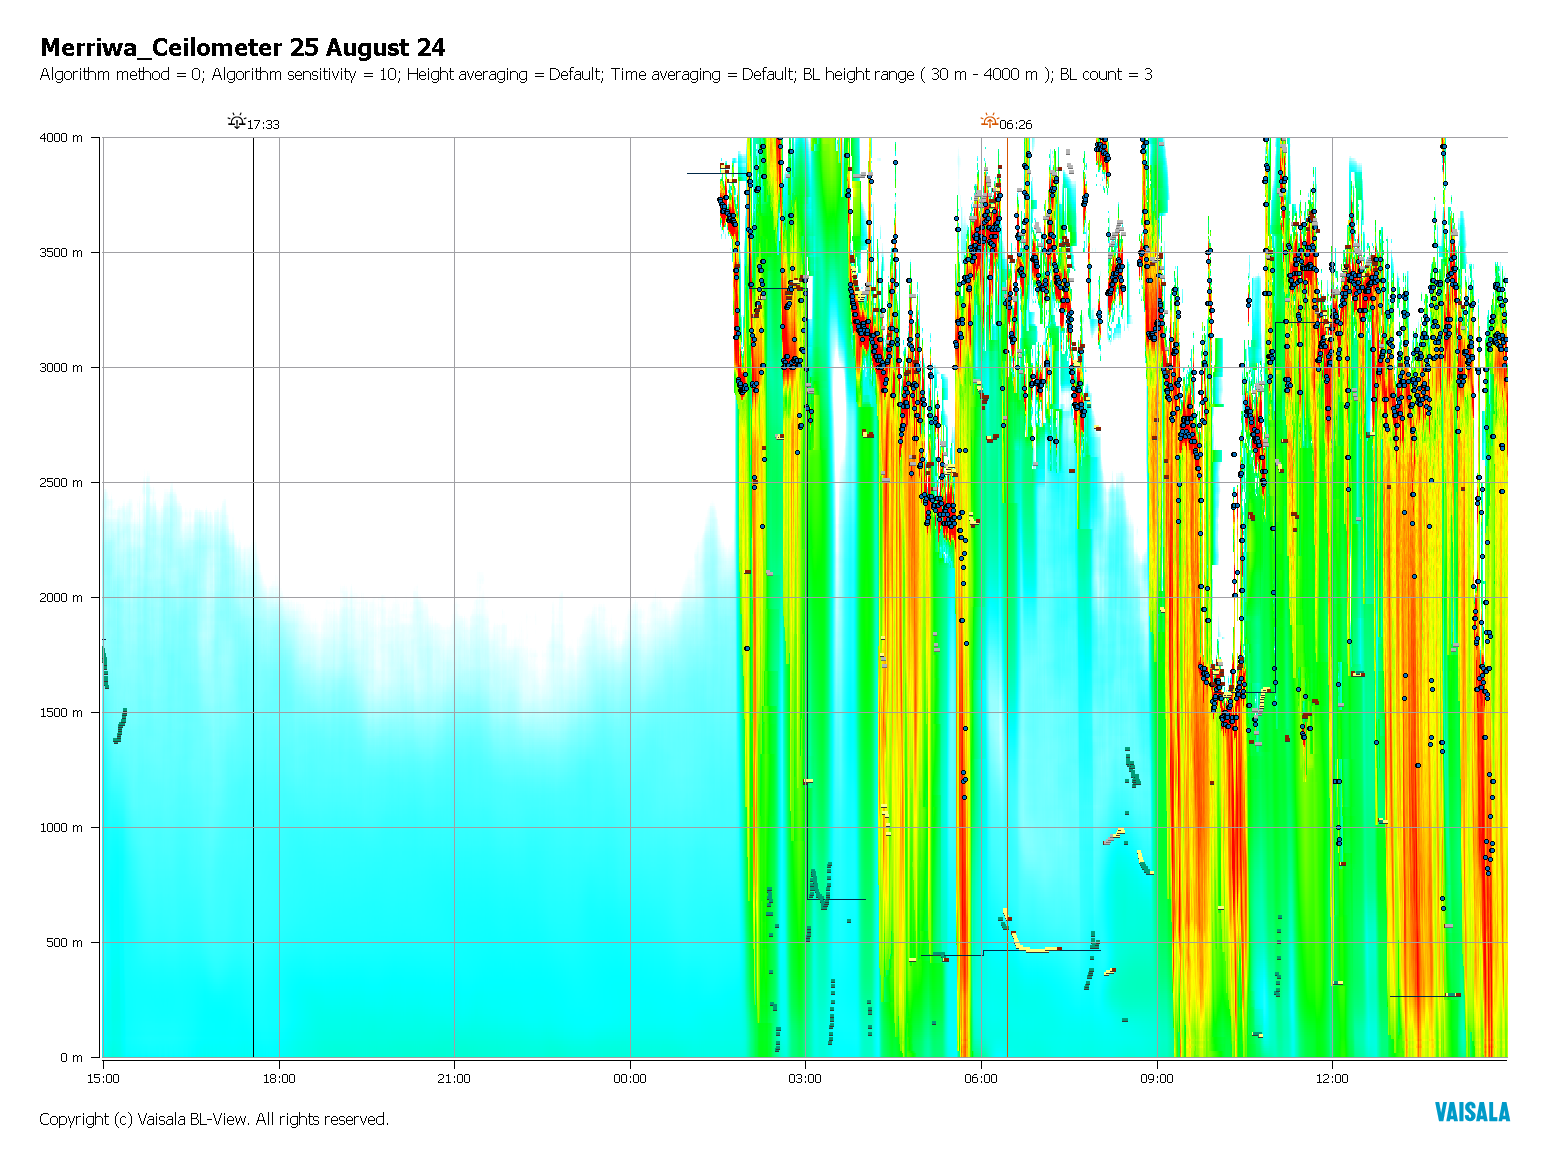 Merriwa_Ceilometer 25 August 24
Algorithm method = 0; Algorithm sensitivity = 10; Height averaging = Default; Time averaging = Default; BL height range ( 30 m - 4000 m ); BL count = 3
17:33
06:26
4000 m
3500 m
3000 m
2500 m
2000 m
1500 m
1000 m
500 m
0 m
15:00
18:00
21:00
00:00
03:00
06:00
09:00
12:00
Copyright (c) Vaisala BL-View. All rights reserved.
VAISALA